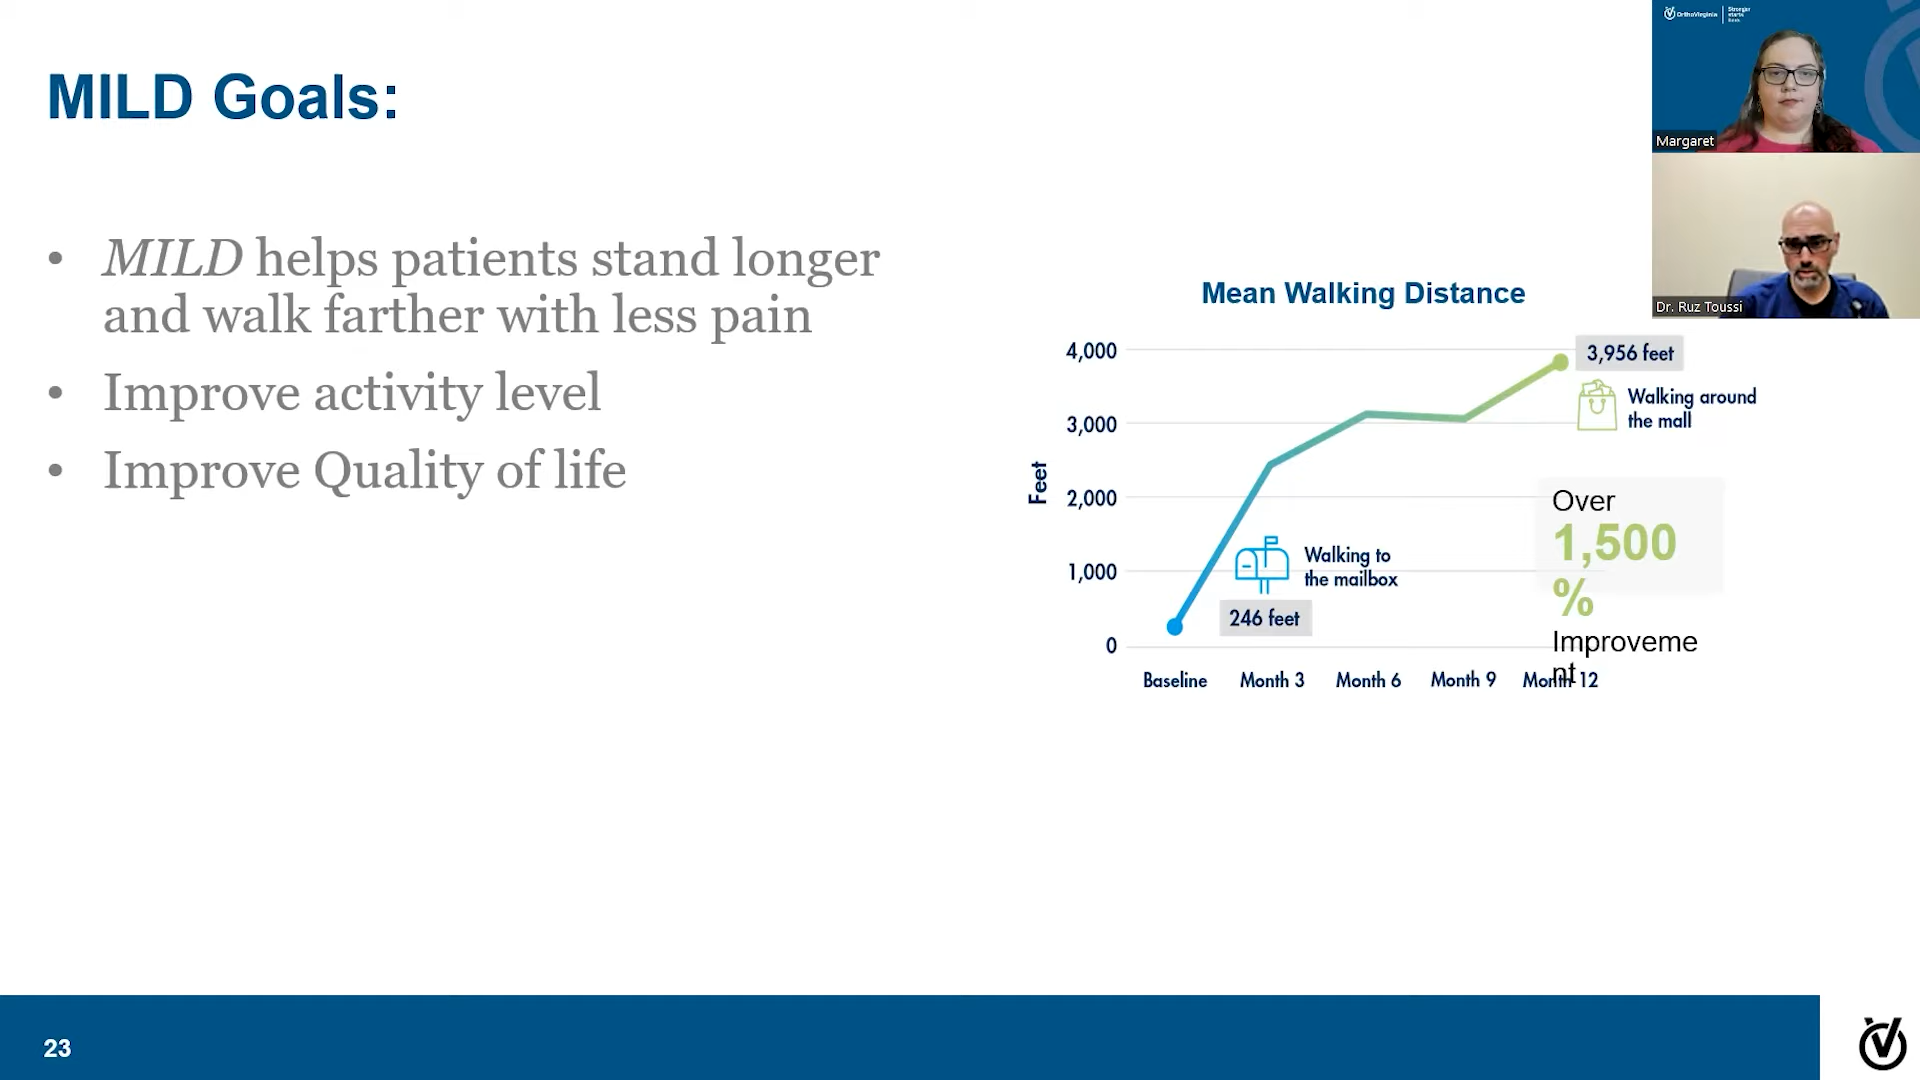 MILD Goals:
• MILD helps patients stand longer
and walk farther with less pain
• Improve activity level
• Improve Quality of life
Mean Walking Distance
Feet
4,000
3,000
2,000
1,000
0
3,956 feet
Walking around
the mall
Walking to
the mailbox
246 feet
Over
1,500
%
Improveme
nt
Baseline Month 3 Month 6 Month 9 Month 12
OrthoVirginia
Stronger
starts
here
Margaret
Dr. Ruz Toussi
23